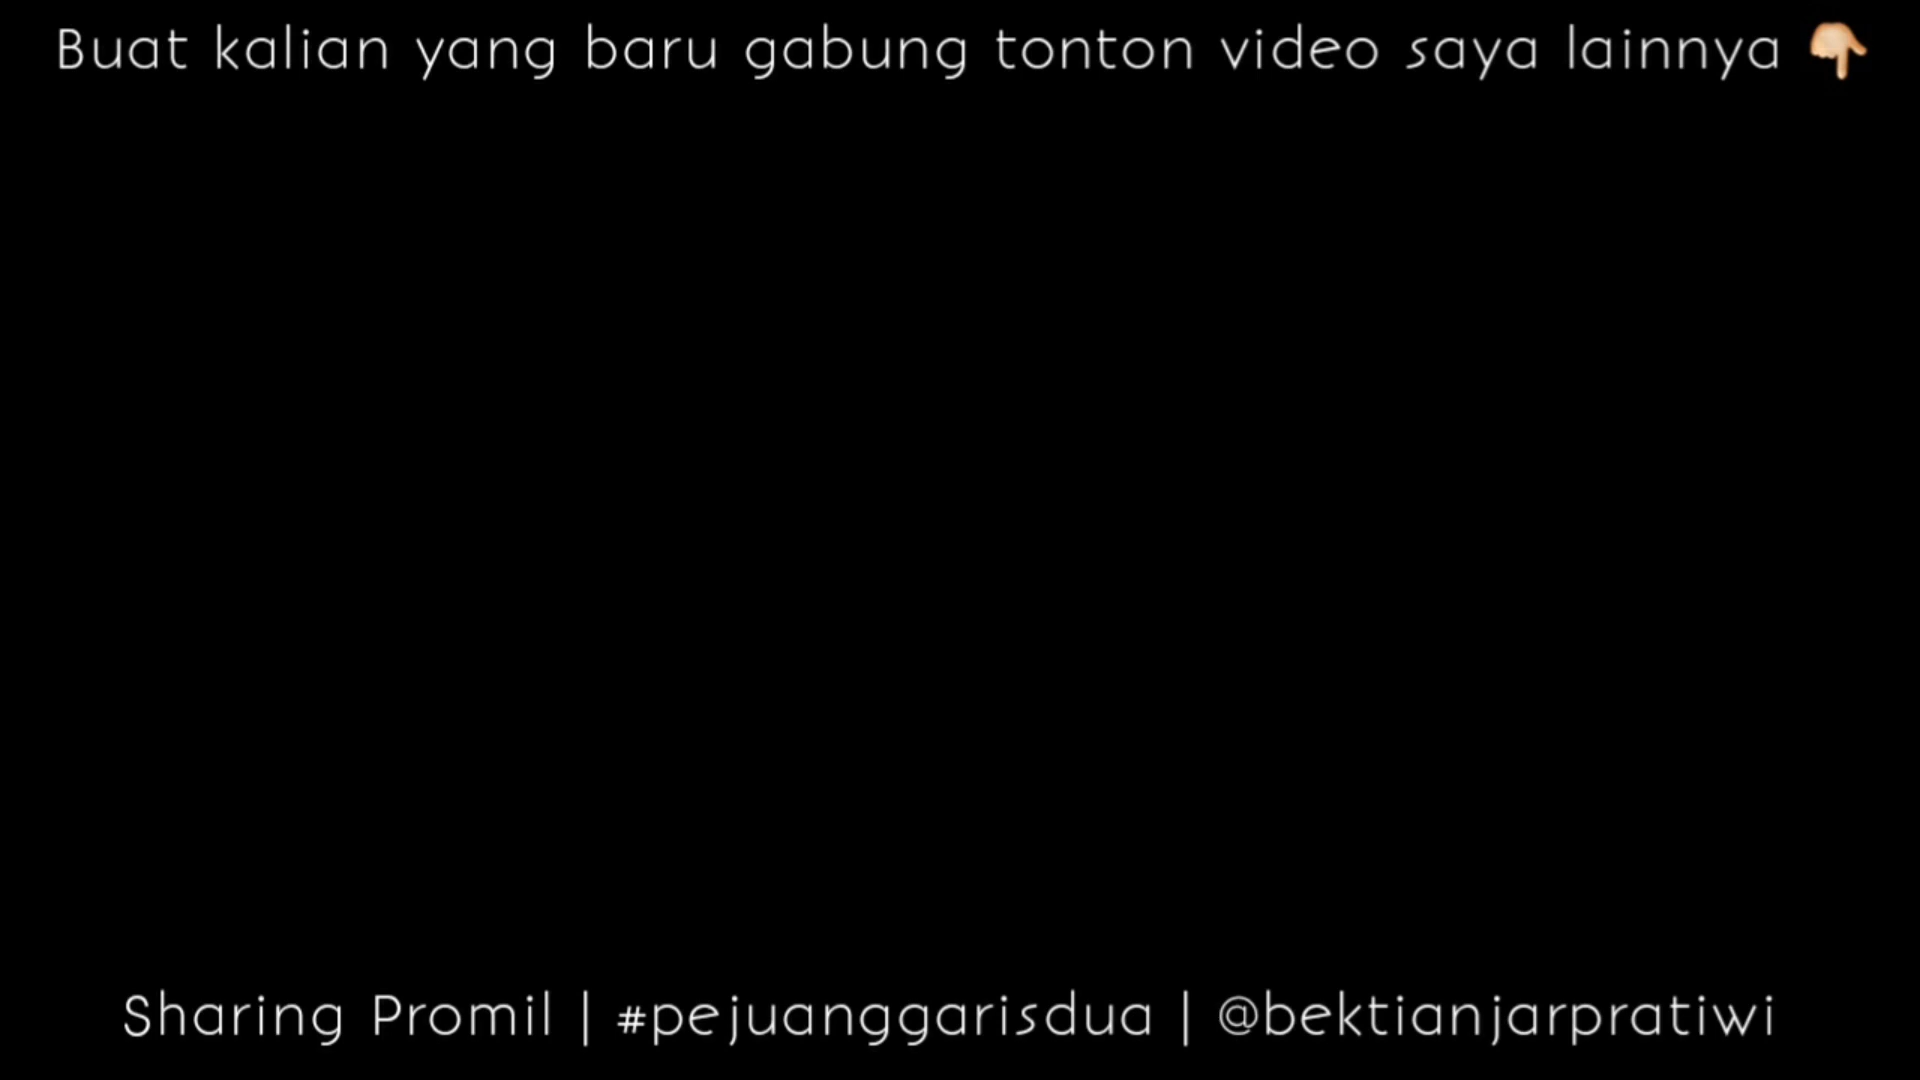 Buat kalian yang baru gabung tonton video saya lainnya 👇🏼
Sharing Promil | #pejuanggarisdua | @bektianjarpratiwi